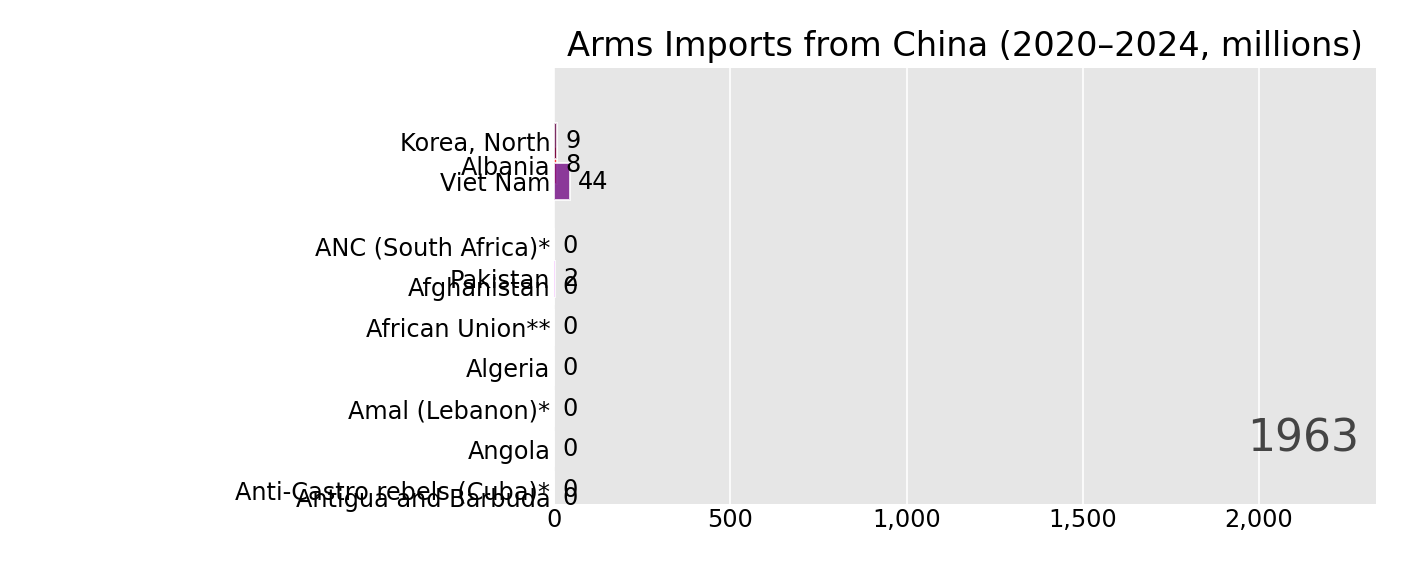 Arms Imports from China (2020–2024, millions)
Korea, North 9
Albania 8
Viet Nam 44
ANC (South Africa)* 0
Pakistan 2
Afghanistan 0
African Union** 0
Algeria 0
Amal (Lebanon)* 0
1963
Angola 0
Anti-Castro rebels (Cuba)* 0
Antigua and Barbuda 0
0 500 1,000 1,500 2,000